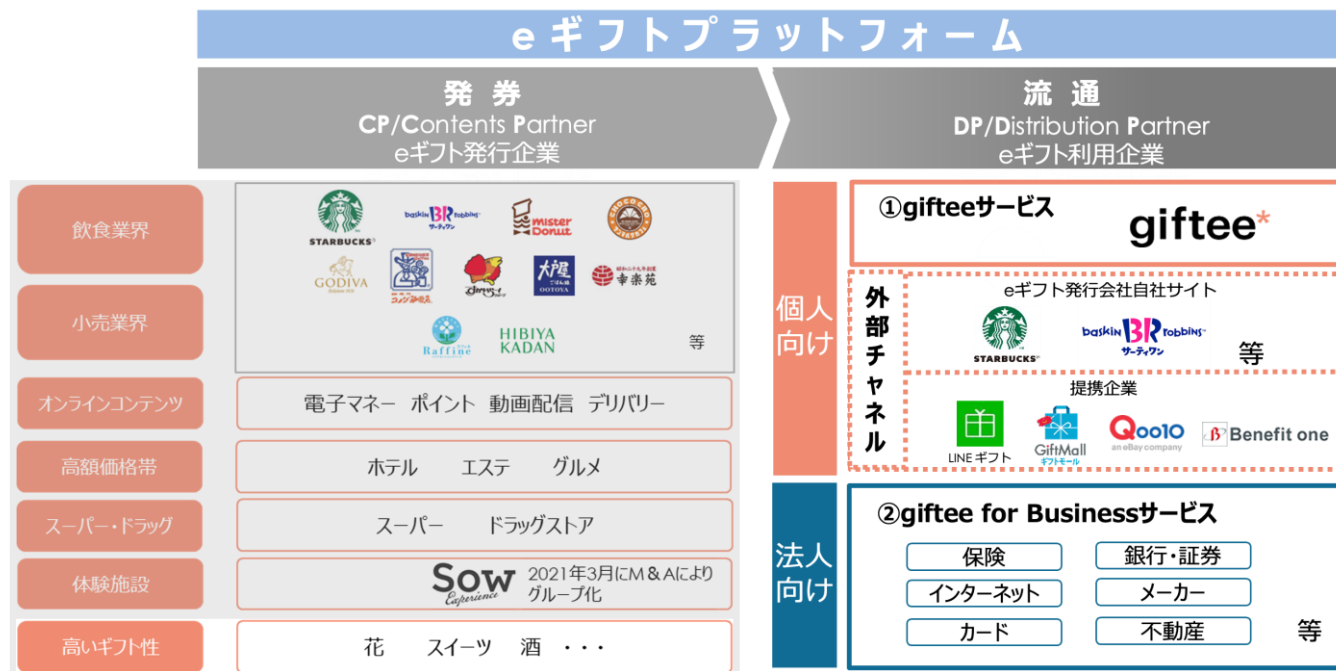 eギフトプラットフォーム
発券
CP/Contents Partner
eギフト発行企業
流通
DP/Distribution Partner
eギフト利用企業
飲食業界
小売業界
STARBUCKS
baskin BR robbins
サーティワン
mister Donut
CHOCOCRO
GODIVA
コメダ珈琲店
大戸屋
ごはん処
OOTOYA
幸楽苑
Raffine
HIBIYA
KADAN
等
オンラインコンテンツ
電子マネー ポイント 動画配信 デリバリー
高額価格帯
ホテル エステ グルメ
スーパー・ドラッグ
スーパー ドラッグストア
体験施設
Sow
Experience
2021年3月にM&Aにより
グループ化
高いギフト性
花 スイーツ 酒 ・・・
個人
向け
①gifteeサービス
giftee*
外部チャネル
eギフト発行会社自社サイト
STARBUCKS
baskin BR robbins
サーティワン
等
提携企業
LINE ギフト
GiftMall
ギフトモール
Qoo10
an eBay company
Benefit one
法人
向け
②giftee for Businessサービス
保険
銀行・証券
インターネット
メーカー
カード
不動産
等